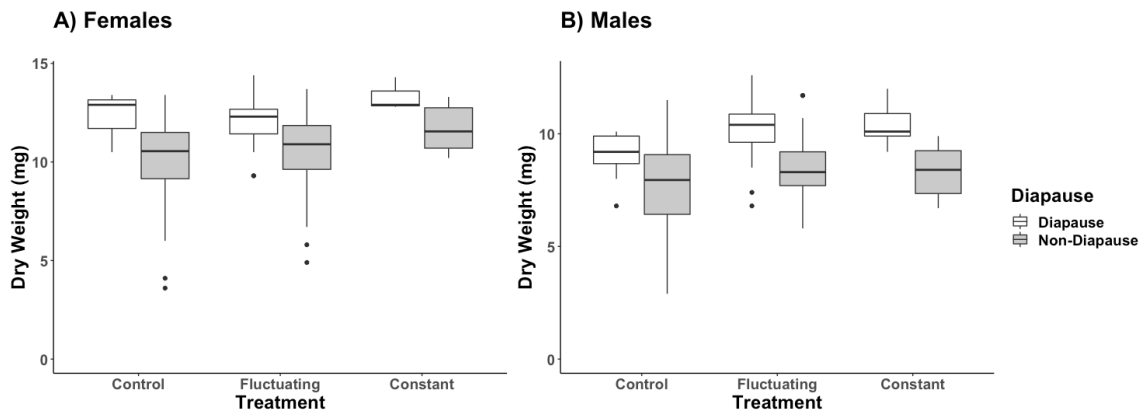 A) Females
Dry Weight (mg)
15
10
5
0
Control
Fluctuating
Constant
Treatment
B) Males
Dry Weight (mg)
10
5
0
Control
Fluctuating
Constant
Treatment
Diapause
Diapause
Non-Diapause